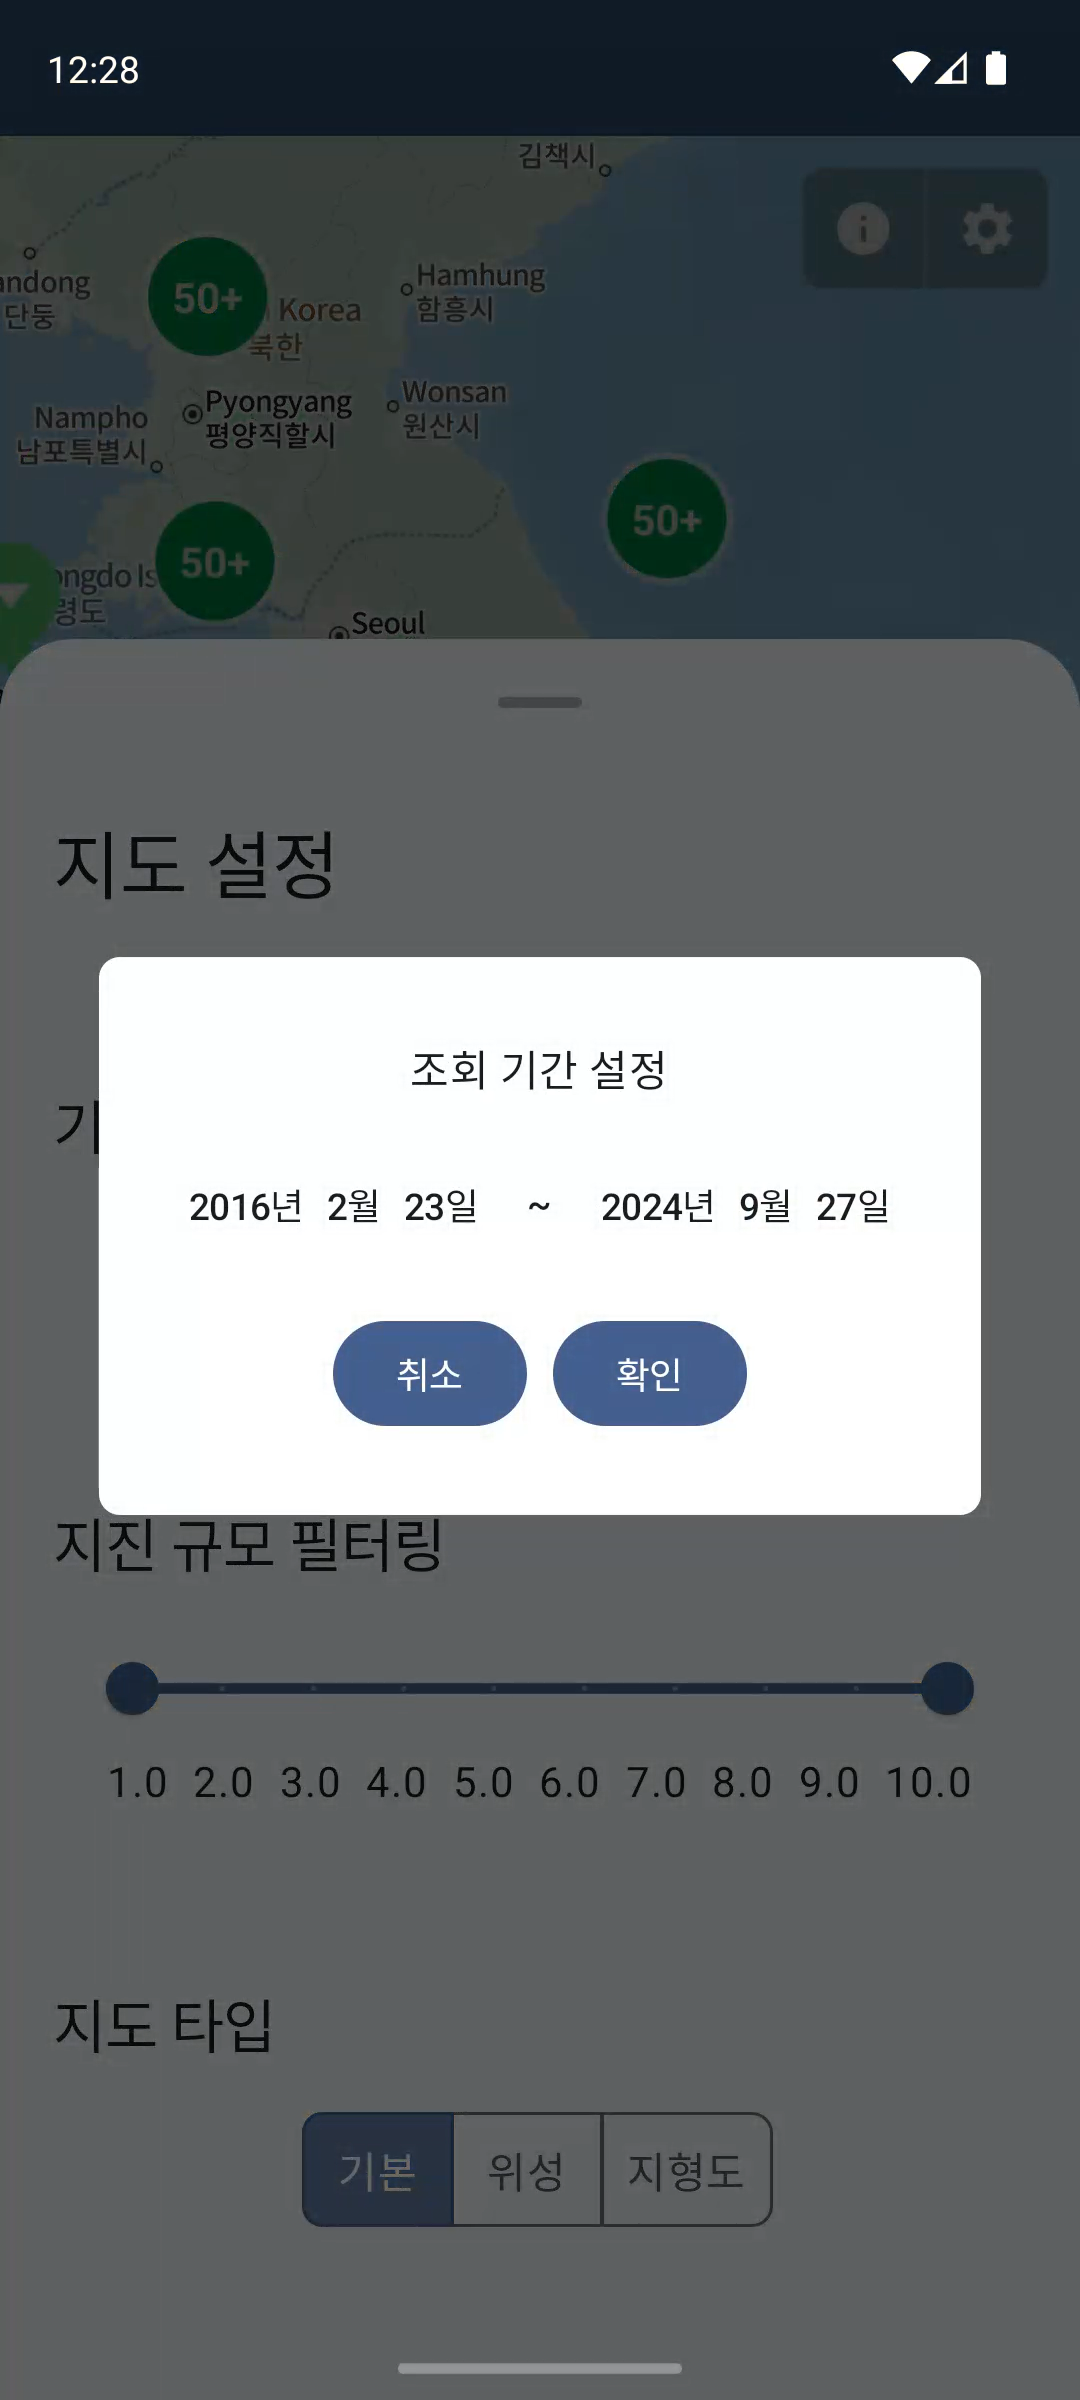 12:28
김책시
andong
단둥
50+
Korea
북한
Hamhung
함흥시
Pyongyang
평양직할시
Wonsan
원산시
Nampho
남포특별시
50+
50+
ongdo Is
령도
Seoul
지도 설정
기
조회 기간 설정
2016년 2월 23일 ~ 2024년 9월 27일
취소 확인
지진 규모 필터링
1.0 2.0 3.0 4.0 5.0 6.0 7.0 8.0 9.0 10.0
지도 타입
기본 위성 지형도